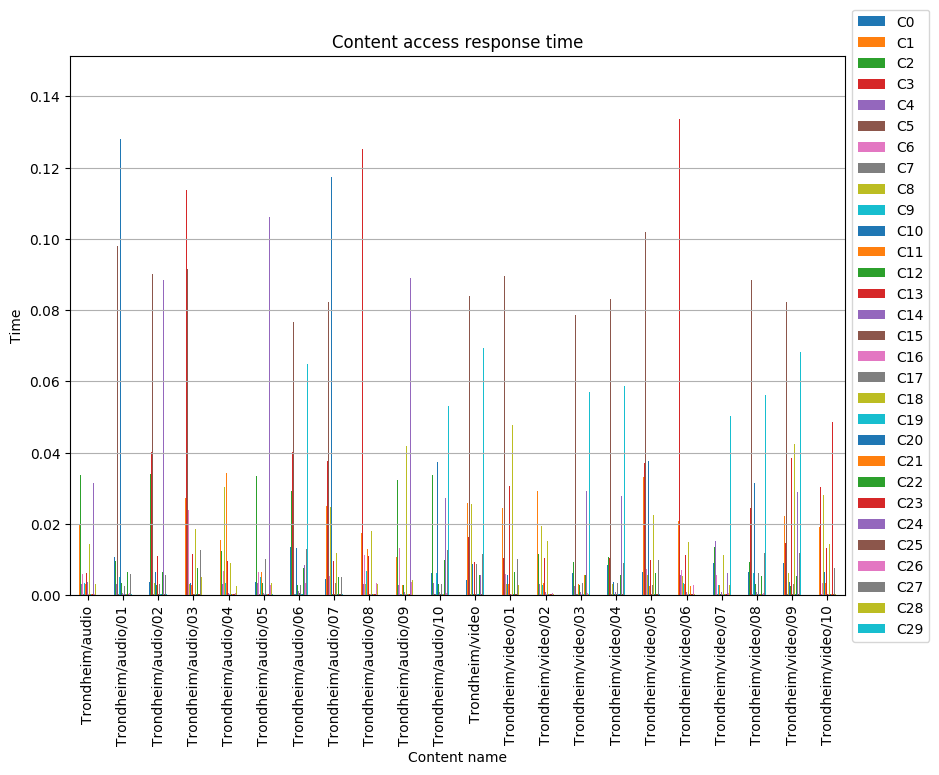 Content access response time
Time
0.14
0.12
0.10
0.08
0.06
0.04
0.02
0.00
Trondheim/audio
Trondheim/audio/01
Trondheim/audio/02
Trondheim/audio/03
Trondheim/audio/04
Trondheim/audio/05
Trondheim/audio/06
Trondheim/audio/07
Trondheim/audio/08
Trondheim/audio/09
Trondheim/audio/10
Trondheim/video
Trondheim/video/01
Trondheim/video/02
Trondheim/video/03
Trondheim/video/04
Trondheim/video/05
Trondheim/video/06
Trondheim/video/07
Trondheim/video/08
Trondheim/video/09
Trondheim/video/10
Content name
C0
C1
C2
C3
C4
C5
C6
C7
C8
C9
C10
C11
C12
C13
C14
C15
C16
C17
C18
C19
C20
C21
C22
C23
C24
C25
C26
C27
C28
C29